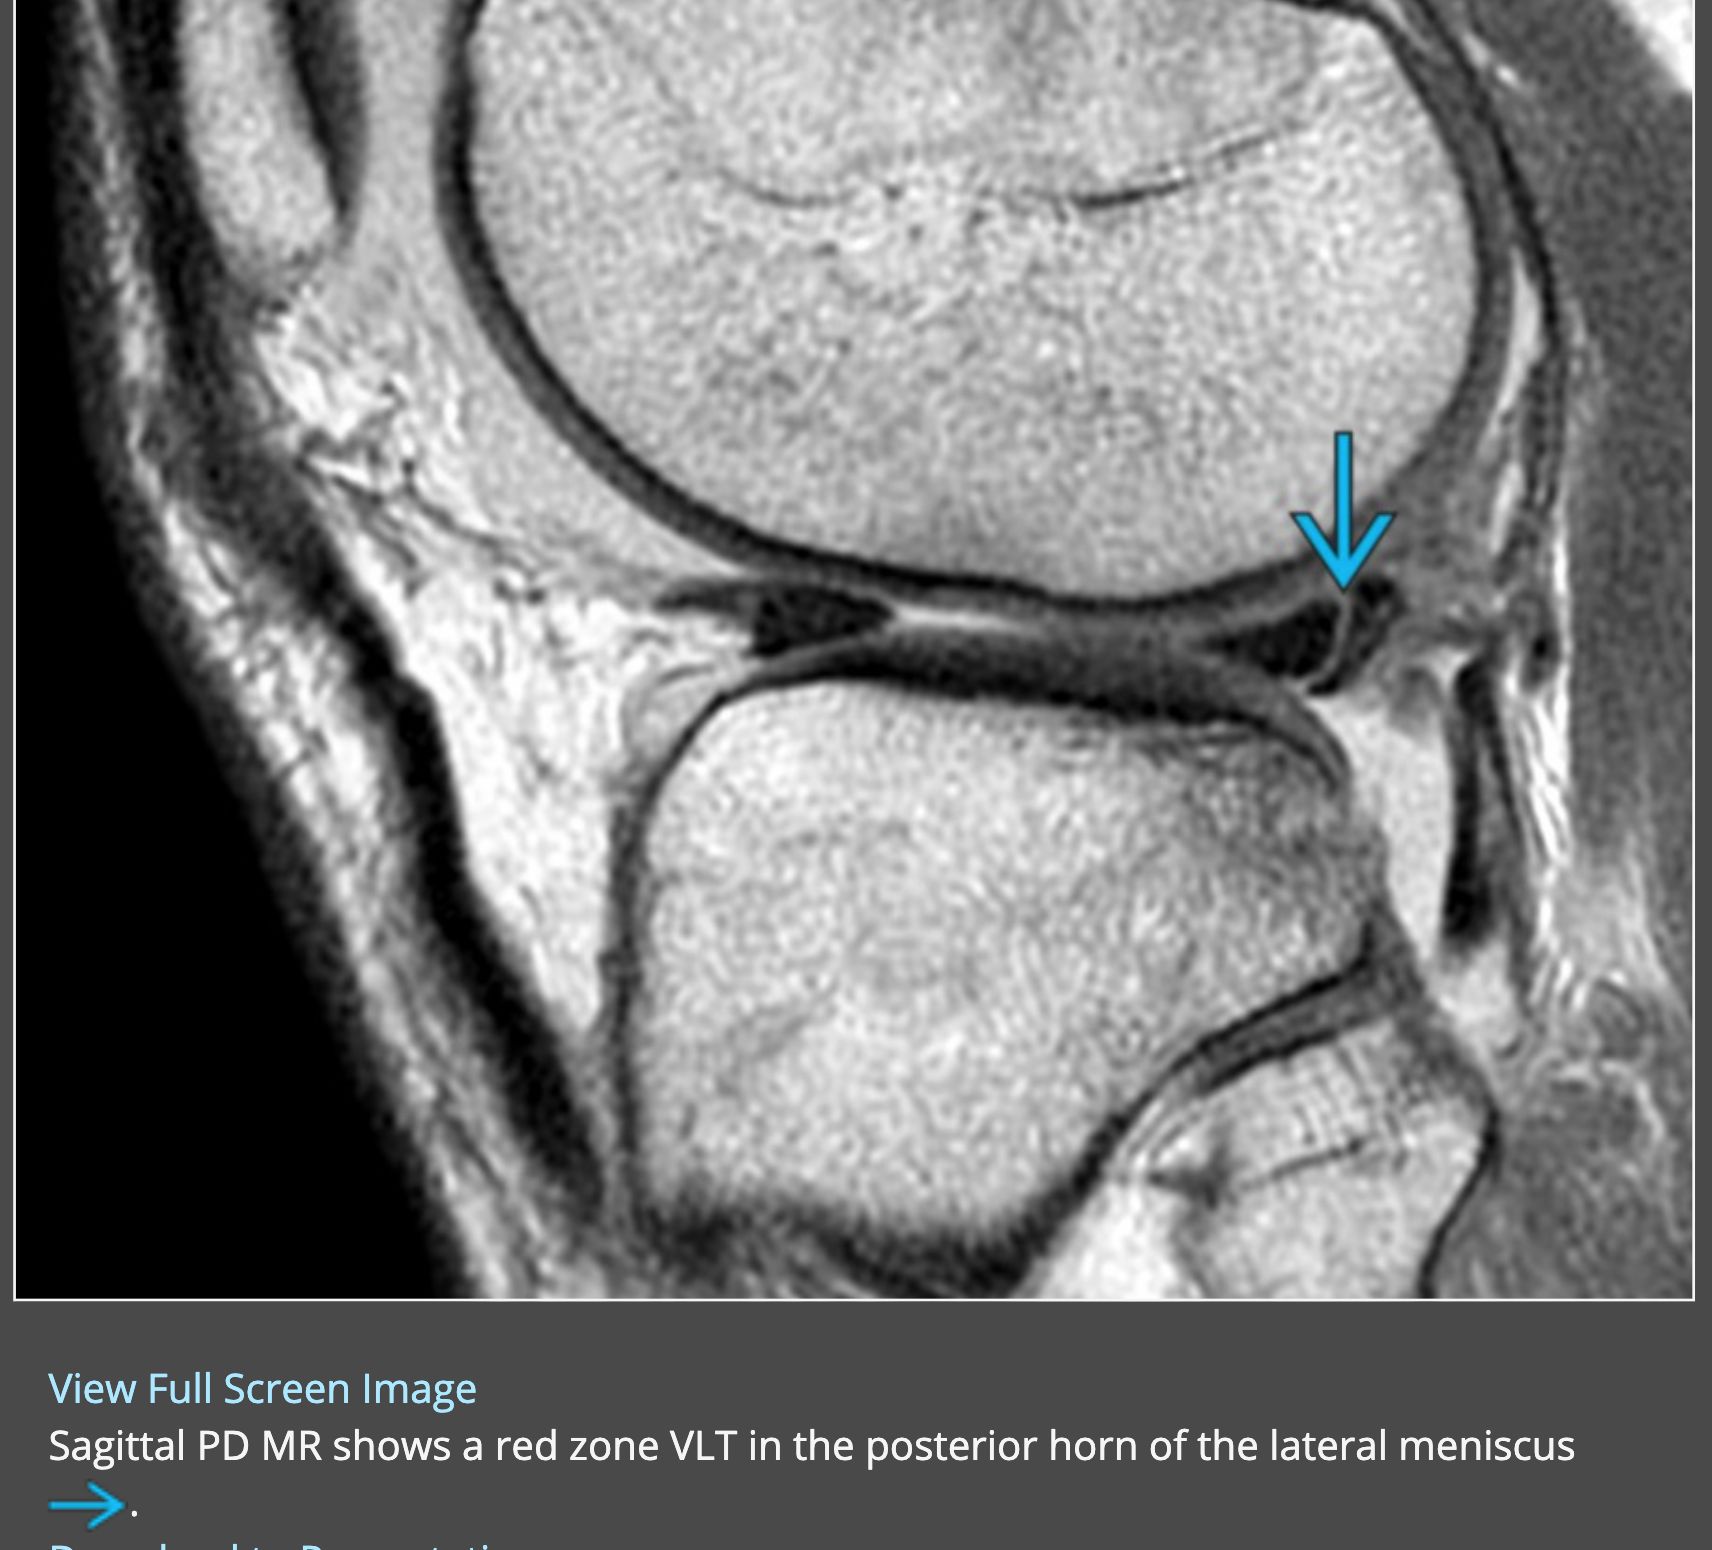 View Full Screen Image
Sagittal PD MR shows a red zone VLT in the posterior horn of the lateral meniscus
.